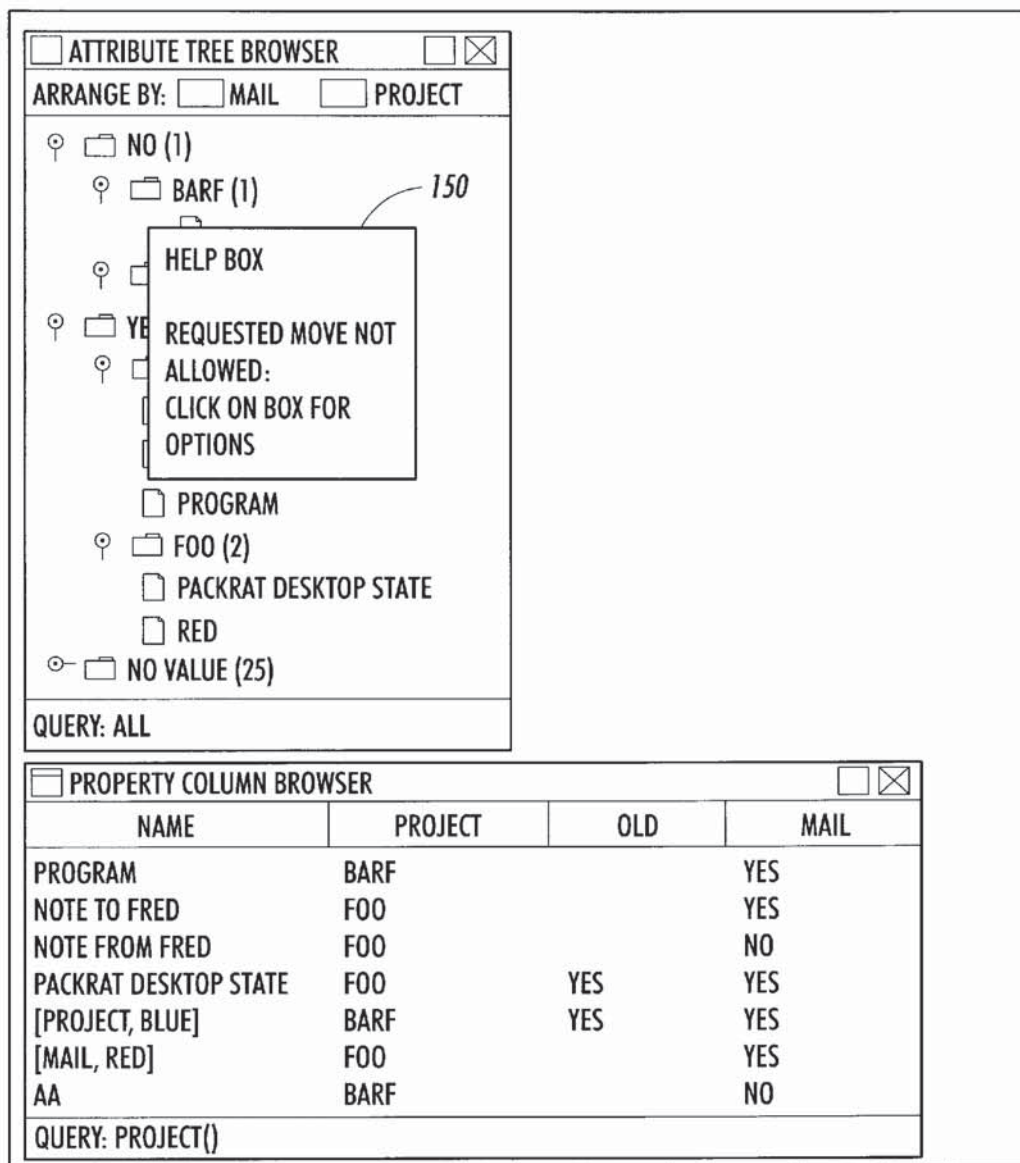 ATTRIBUTE TREE BROWSER
ARRANGE BY: MAIL PROJECT
NO (1)
BARF (1)
150
HELP BOX
YE
REQUESTED MOVE NOT
ALLOWED:
CLICK ON BOX FOR
OPTIONS
PROGRAM
FOO (2)
PACKRAT DESKTOP STATE
RED
NO VALUE (25)
QUERY: ALL
PROPERTY COLUMN BROWSER
NAME PROJECT OLD MAIL
PROGRAM BARF YES
NOTE TO FRED FOO YES
NOTE FROM FRED FOO NO
PACKRAT DESKTOP STATE FOO YES YES
[PROJECT, BLUE] BARF YES YES
[MAIL, RED] FOO YES
AA BARF NO
QUERY: PROJECT()